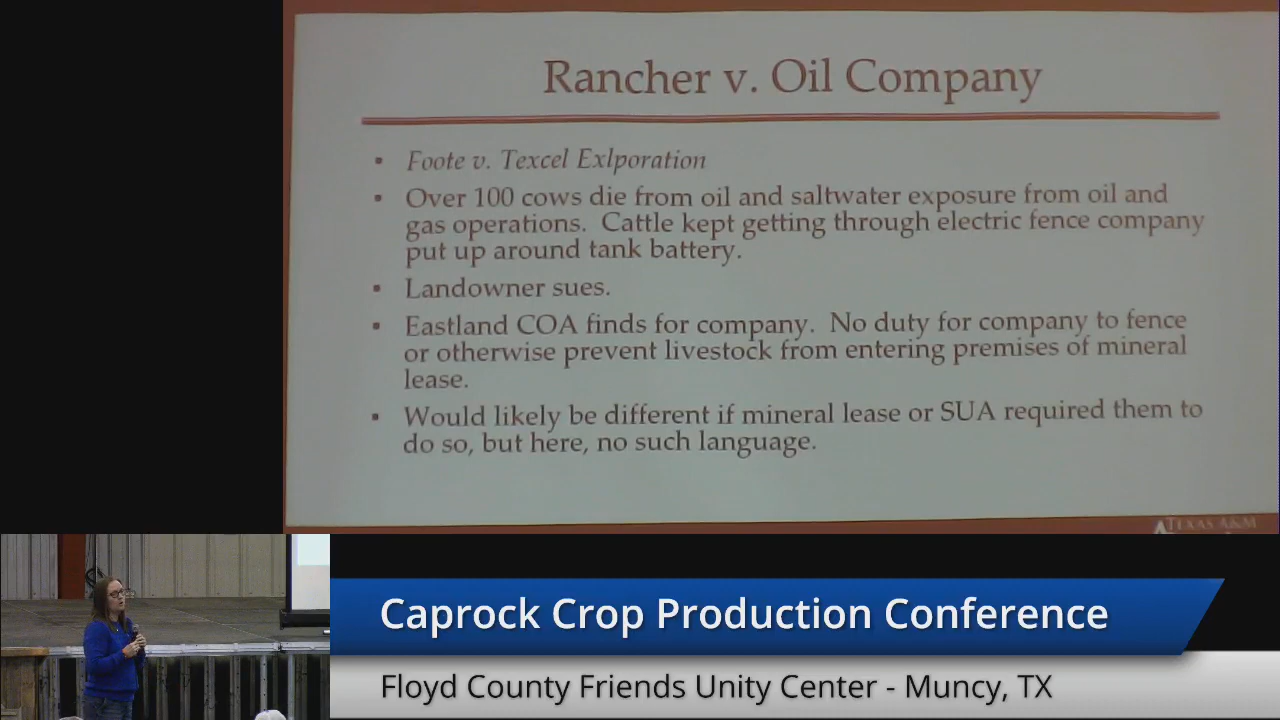 Rancher v. Oil Company
• Foote v. Texcel Exlporation
• Over 100 cows die from oil and saltwater exposure from oil and
gas operations. Cattle kept getting through electric fence company
put up around tank battery.
• Landowner sues.
• Eastland COA finds for company. No duty for company to fence
or otherwise prevent livestock from entering premises of mineral
lease.
• Would likely be different if mineral lease or SUA required them to
do so, but here, no such language.
TEXAS A&M
Caprock Crop Production Conference
Floyd County Friends Unity Center - Muncy, TX